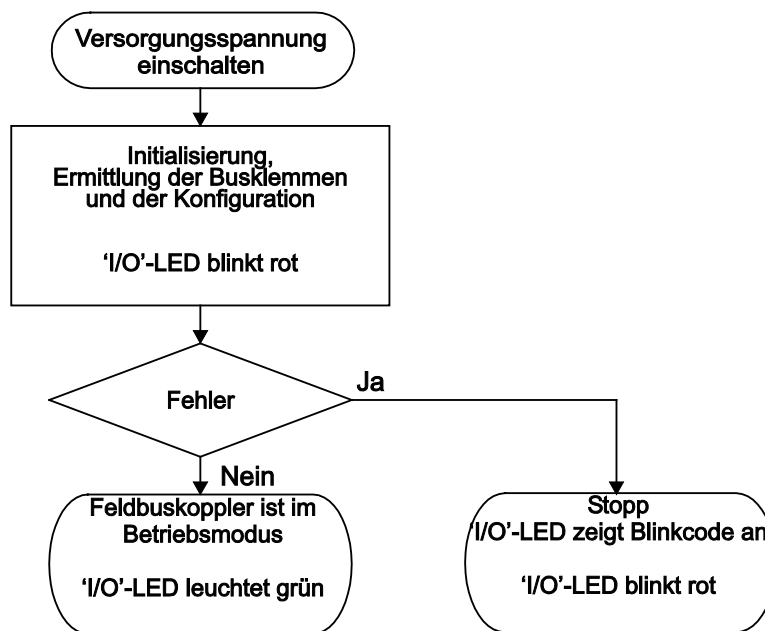 Versorgungsspannung
einschalten
Initialisierung,
Ermittlung der Busklemmen
und der Konfiguration
‘I/O’-LED blinkt rot
Fehler
Ja
Nein
Feldbuskoppler ist im
Betriebsmodus
‘I/O’-LED leuchtet grün
Stopp
‘I/O’-LED zeigt Blinkcode an
‘I/O’-LED blinkt rot